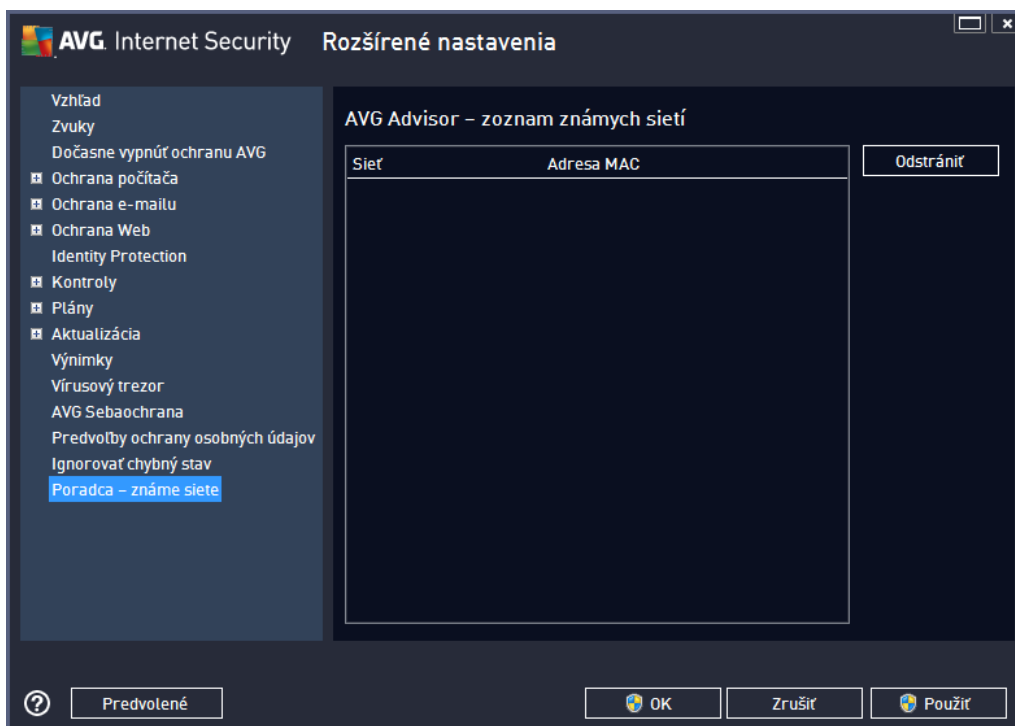 AVG. Internet Security Rozšírené nastavenia
Vzhľad
Zvuky
Dočasne vypnúť ochranu AVG
Ochrana počítača
Ochrana e-mailu
Ochrana Web
Identity Protection
Kontroly
Plány
Aktualizácia
Výnimky
Vírusový trezor
AVG Sebaochrana
Predvoľby ochrany osobných údajov
Ignorovať chybný stav
Poradca – známe siete
AVG Advisor – zoznam známych sietí
Sieť Adresa MAC
Odstrániť
Predvolené
OK
Zrušiť
Použiť